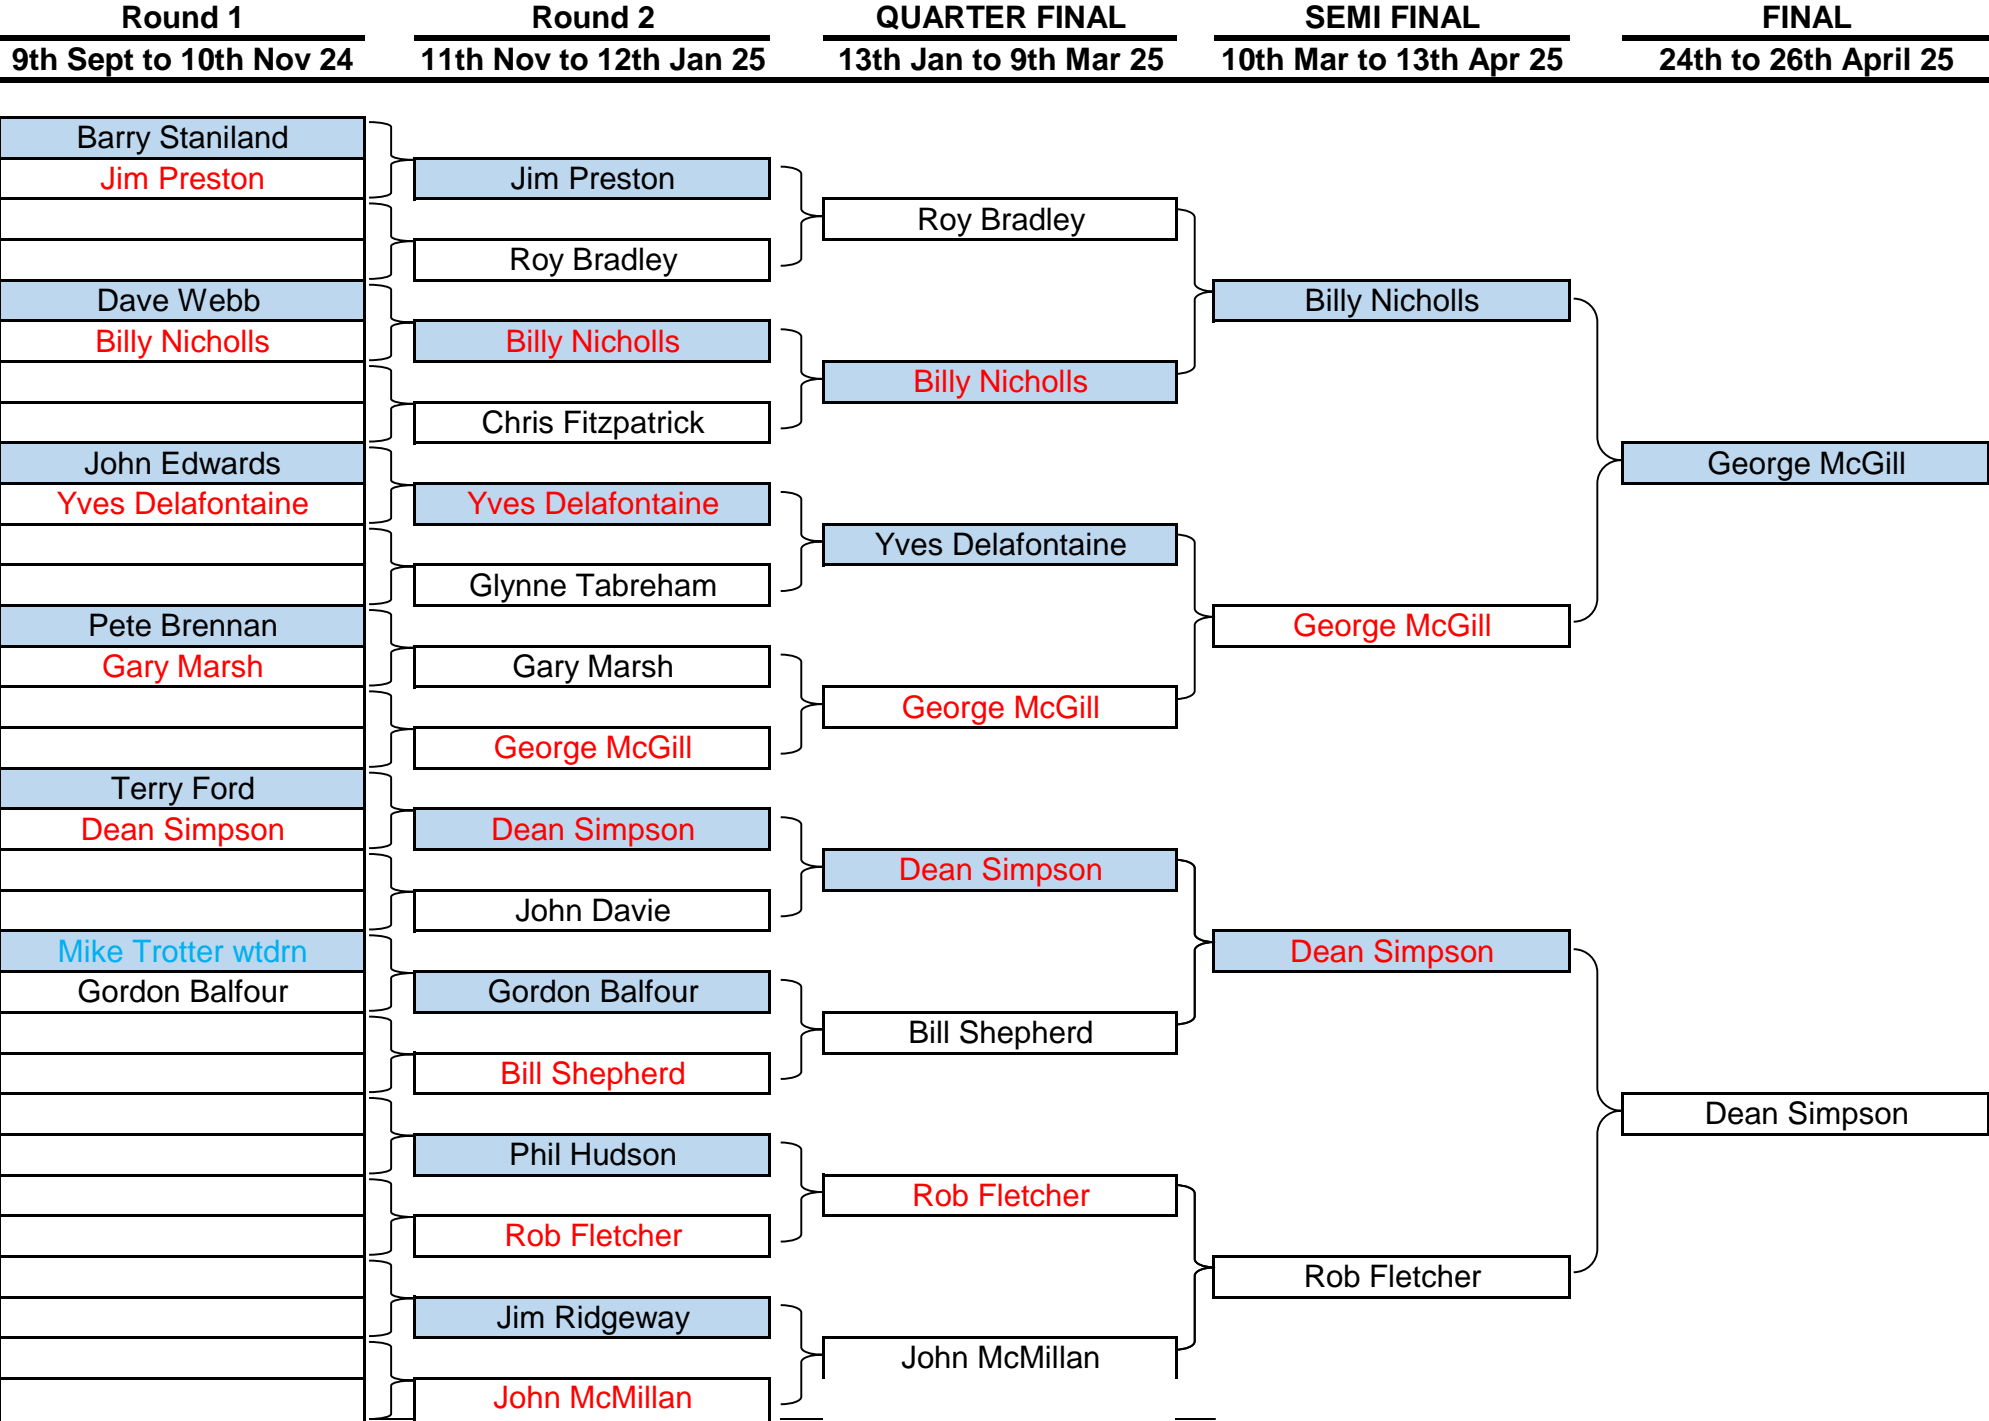 Round 1
Round 2
QUARTER FINAL
SEMI FINAL
FINAL
9th Sept to 10th Nov 24
11th Nov to 12th Jan 25
13th Jan to 9th Mar 25
10th Mar to 13th Apr 25
24th to 26th April 25
Barry Staniland
Jim Preston
Dave Webb
Billy Nicholls
John Edwards
Yves Delafontaine
Pete Brennan
Gary Marsh
Terry Ford
Dean Simpson
Mike Trotter wtdrn
Gordon Balfour
Jim Preston
Roy Bradley
Billy Nicholls
Chris Fitzpatrick
Yves Delafontaine
Glynne Tabreham
Gary Marsh
George McGill
Dean Simpson
John Davie
Gordon Balfour
Bill Shepherd
Phil Hudson
Rob Fletcher
Jim Ridgeway
John McMillan
Roy Bradley
Billy Nicholls
Yves Delafontaine
George McGill
Dean Simpson
Bill Shepherd
Rob Fletcher
John McMillan
Billy Nicholls
George McGill
Dean Simpson
Rob Fletcher
George McGill
Dean Simpson